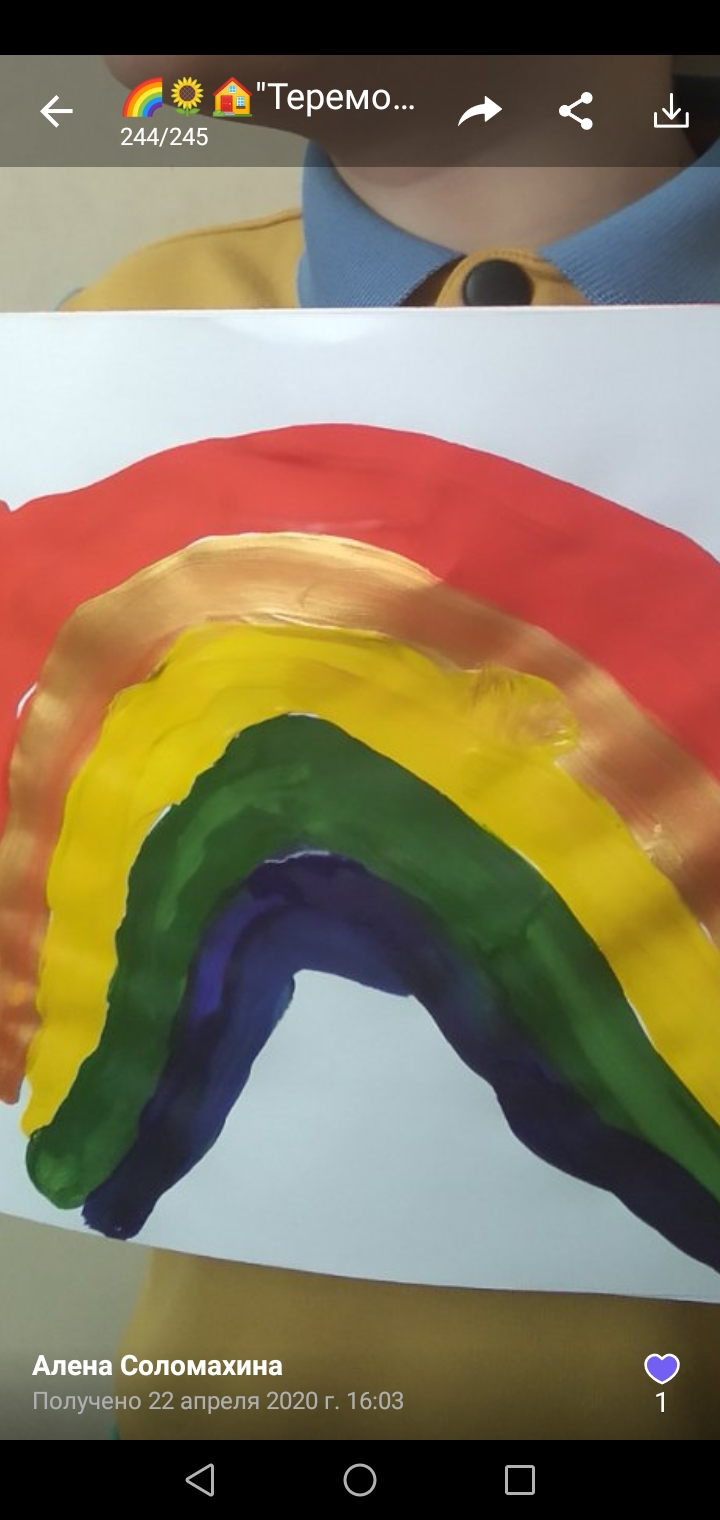 🌈🌻🏠"Теремо...
244/245
Алена Соломахина
Получено 22 апреля 2020 г. 16:03
1